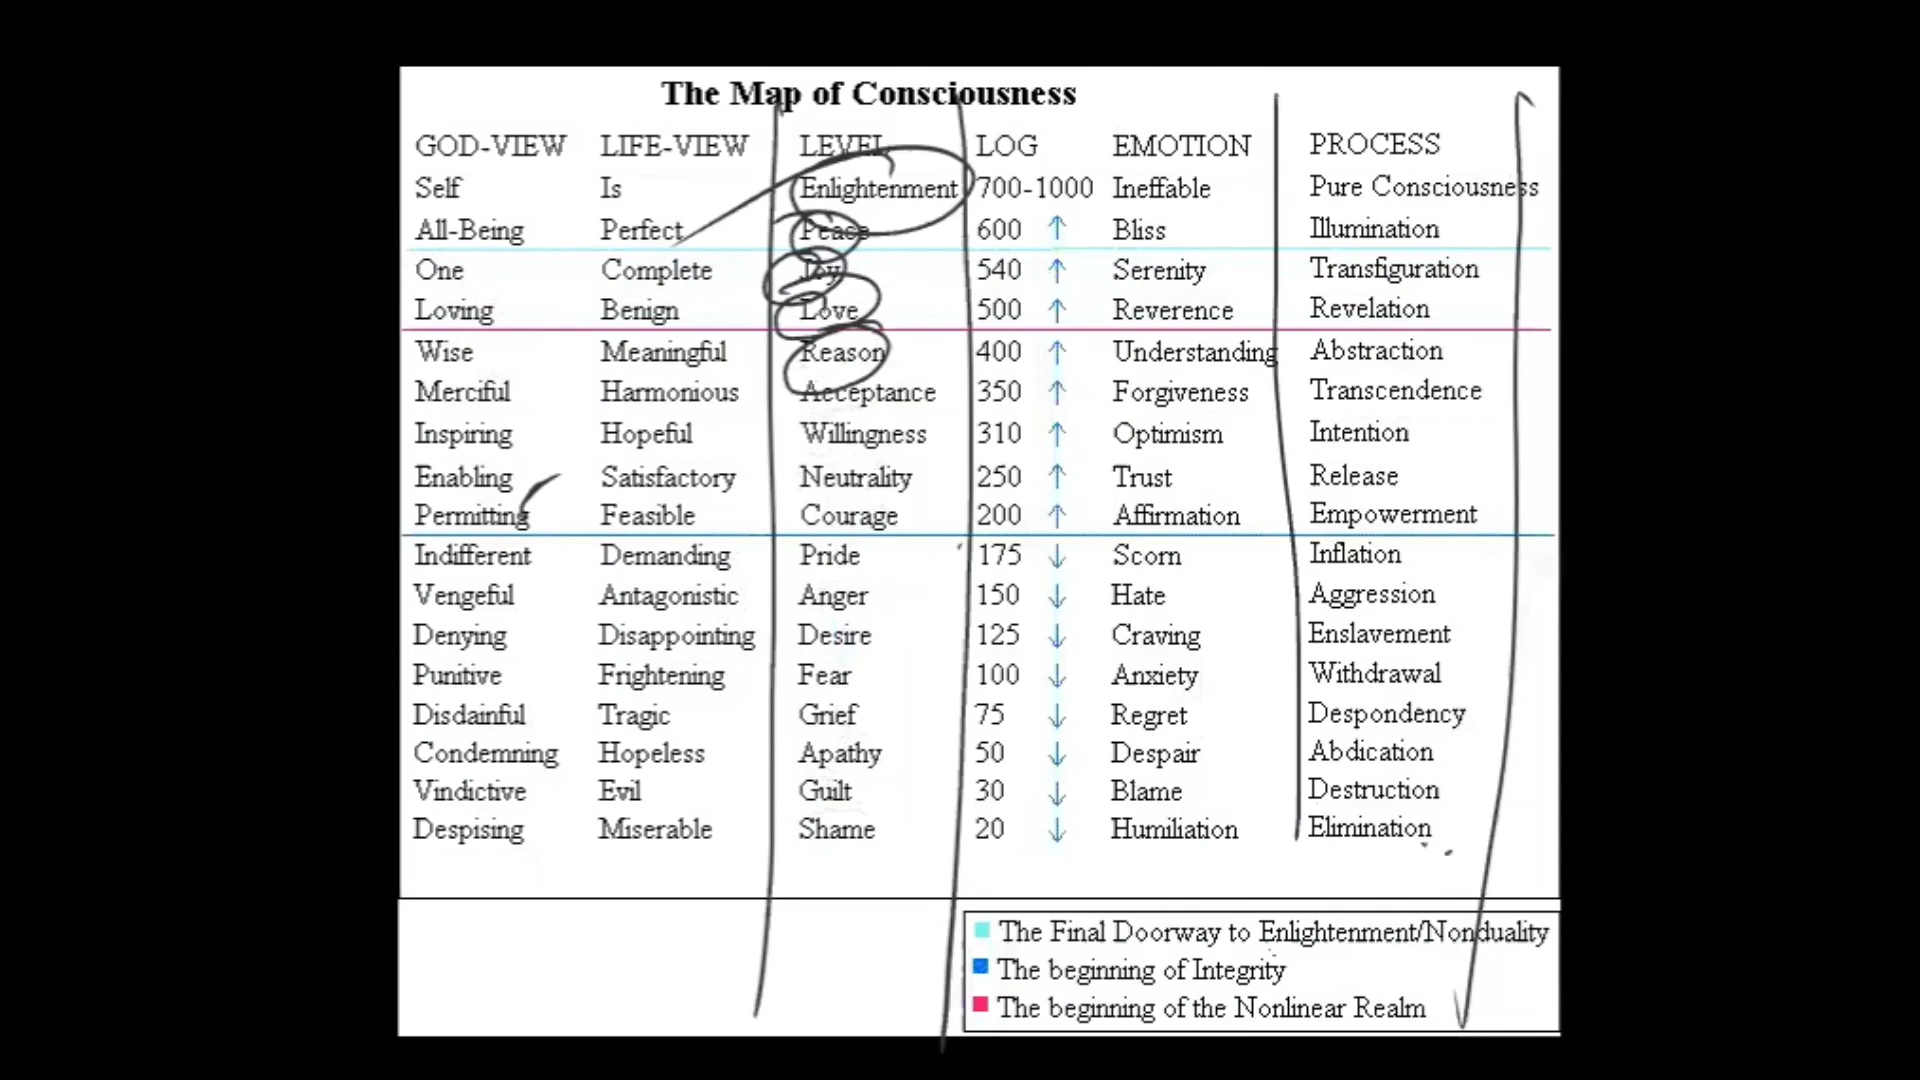 The Map of Consciousness
GOD-VIEW LIFE-VIEW LEVEL LOG EMOTION PROCESS
Self Is Enlightenment 700-1000 Ineffable Pure Consciousness
All-Being Perfect Peace 600 ↑ Bliss Illumination
One Complete Joy 540 ↑ Serenity Transfiguration
Loving Benign Love 500 ↑ Reverence Revelation
Wise Meaningful Reason 400 ↑ Understanding Abstraction
Merciful Harmonious Acceptance 350 ↑ Forgiveness Transcendence
Inspiring Hopeful Willingness 310 ↑ Optimism Intention
Enabling Satisfactory Neutrality 250 ↑ Trust Release
Permitting Feasible Courage 200 ↑ Affirmation Empowerment
Indifferent Demanding Pride 175 ↓ Scorn Inflation
Vengeful Antagonistic Anger 150 ↓ Hate Aggression
Denying Disappointing Desire 125 ↓ Craving Enslavement
Punitive Frightening Fear 100 ↓ Anxiety Withdrawal
Disdainful Tragic Grief 75 ↓ Regret Despondency
Condemning Hopeless Apathy 50 ↓ Despair Abdication
Vindictive Evil Guilt 30 ↓ Blame Destruction
Despising Miserable Shame 20 ↓ Humiliation Elimination
The Final Doorway to Enlightenment/Nonduality
The beginning of Integrity
The beginning of the Nonlinear Realm